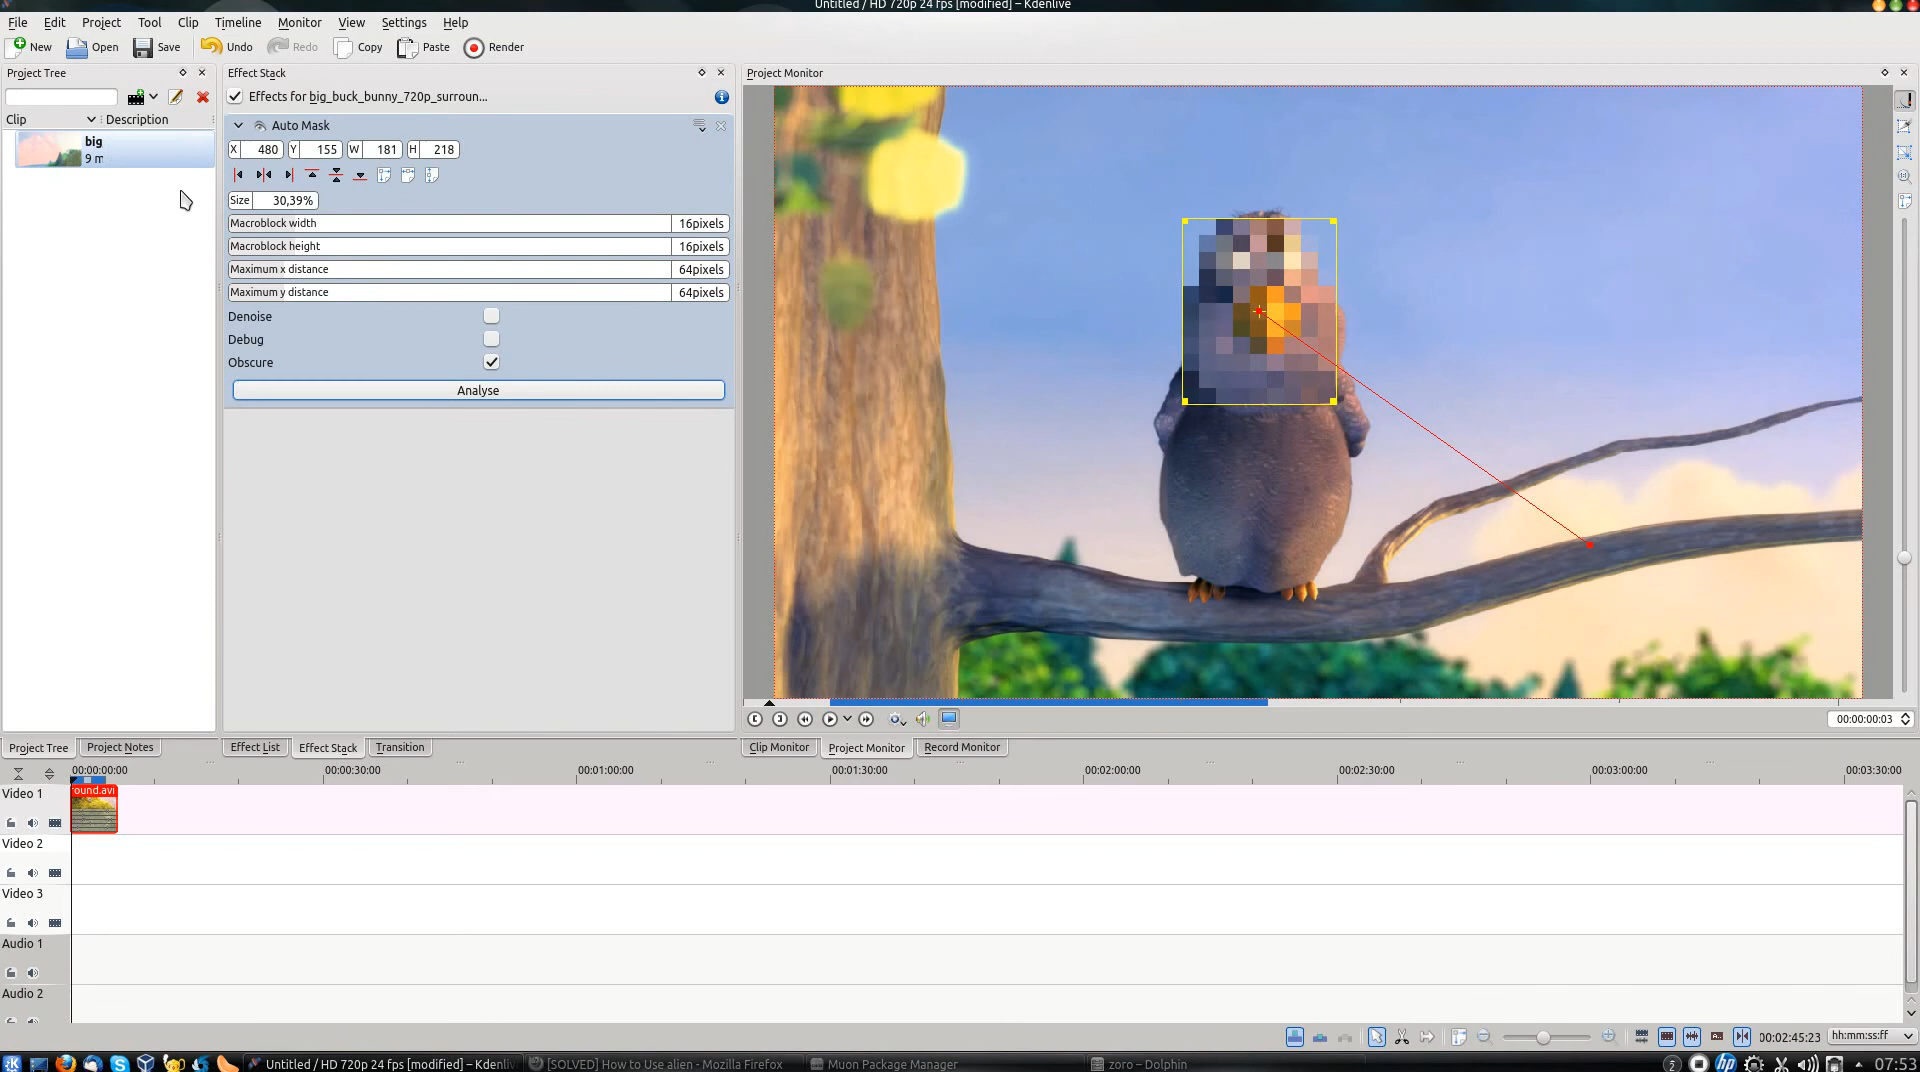 Untitled / HD 720p 24 fps [modified] – Kdenlive
File Edit Project Tool Clip Timeline Monitor View Settings Help
New Open Save Undo Redo Copy Paste Render
Project Tree
Effect Stack
Project Monitor
Effects for big_buck_bunny_720p_surroun...
Clip Description
Auto Mask
big
9 m
X 480 Y 155 W 181 H 218
Size 30,39%
Macroblock width 16pixels
Macroblock height 16pixels
Maximum x distance 64pixels
Maximum y distance 64pixels
Denoise
Debug
Obscure
Analyse
00:00:00:03
Project Tree Project Notes Effect List Effect Stack Transition Clip Monitor Project Monitor Record Monitor
00:00:00:00 00:00:30:00 00:01:00:00 00:01:30:00 00:02:00:00 00:02:30:00 00:03:00:00 00:03:30:00
Video 1
round.avi
Video 2
Video 3
Audio 1
Audio 2
00:02:45:23 hh:mm:ss:ff
Untitled / HD 720p 24 fps [modified] – Kdenliv
[SOLVED] How to Use alien - Mozilla Firefox
Muon Package Manager
zoro – Dolphin
2
hp
07:53